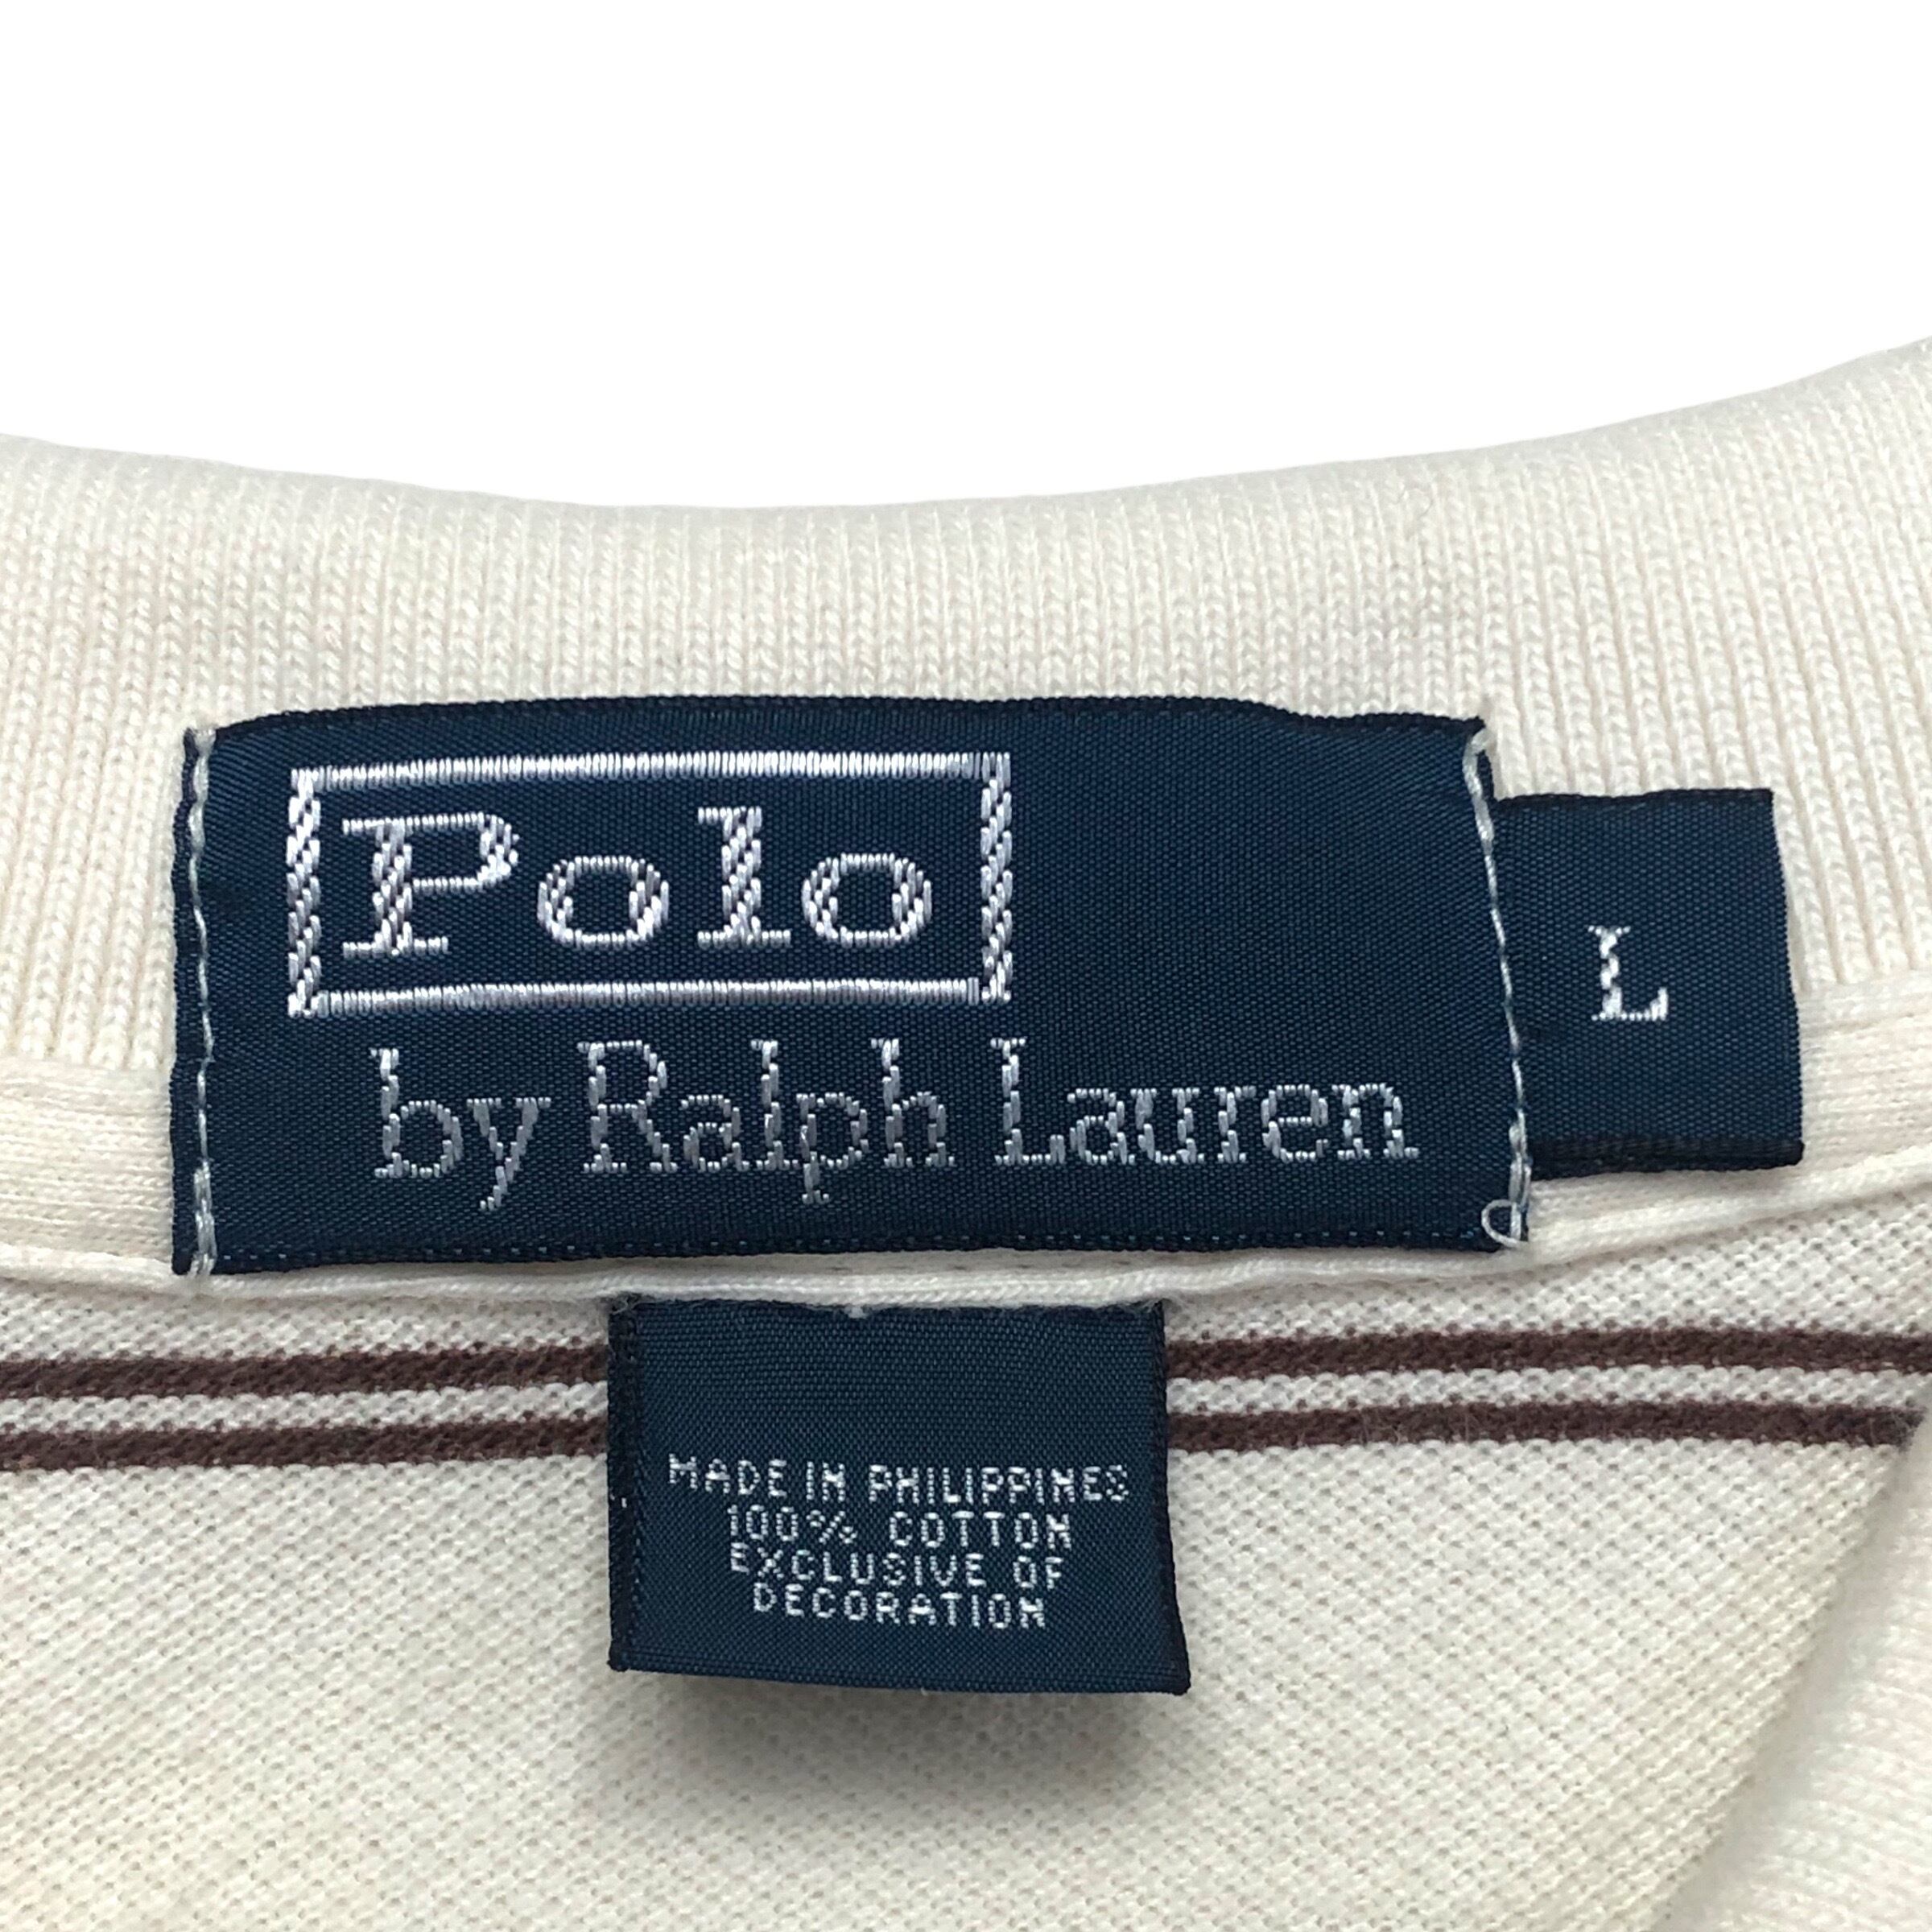 Polo
by Ralph Lauren
L
MADE IN PHILIPPINES
100% COTTON
EXCLUSIVE OF
DECORATION